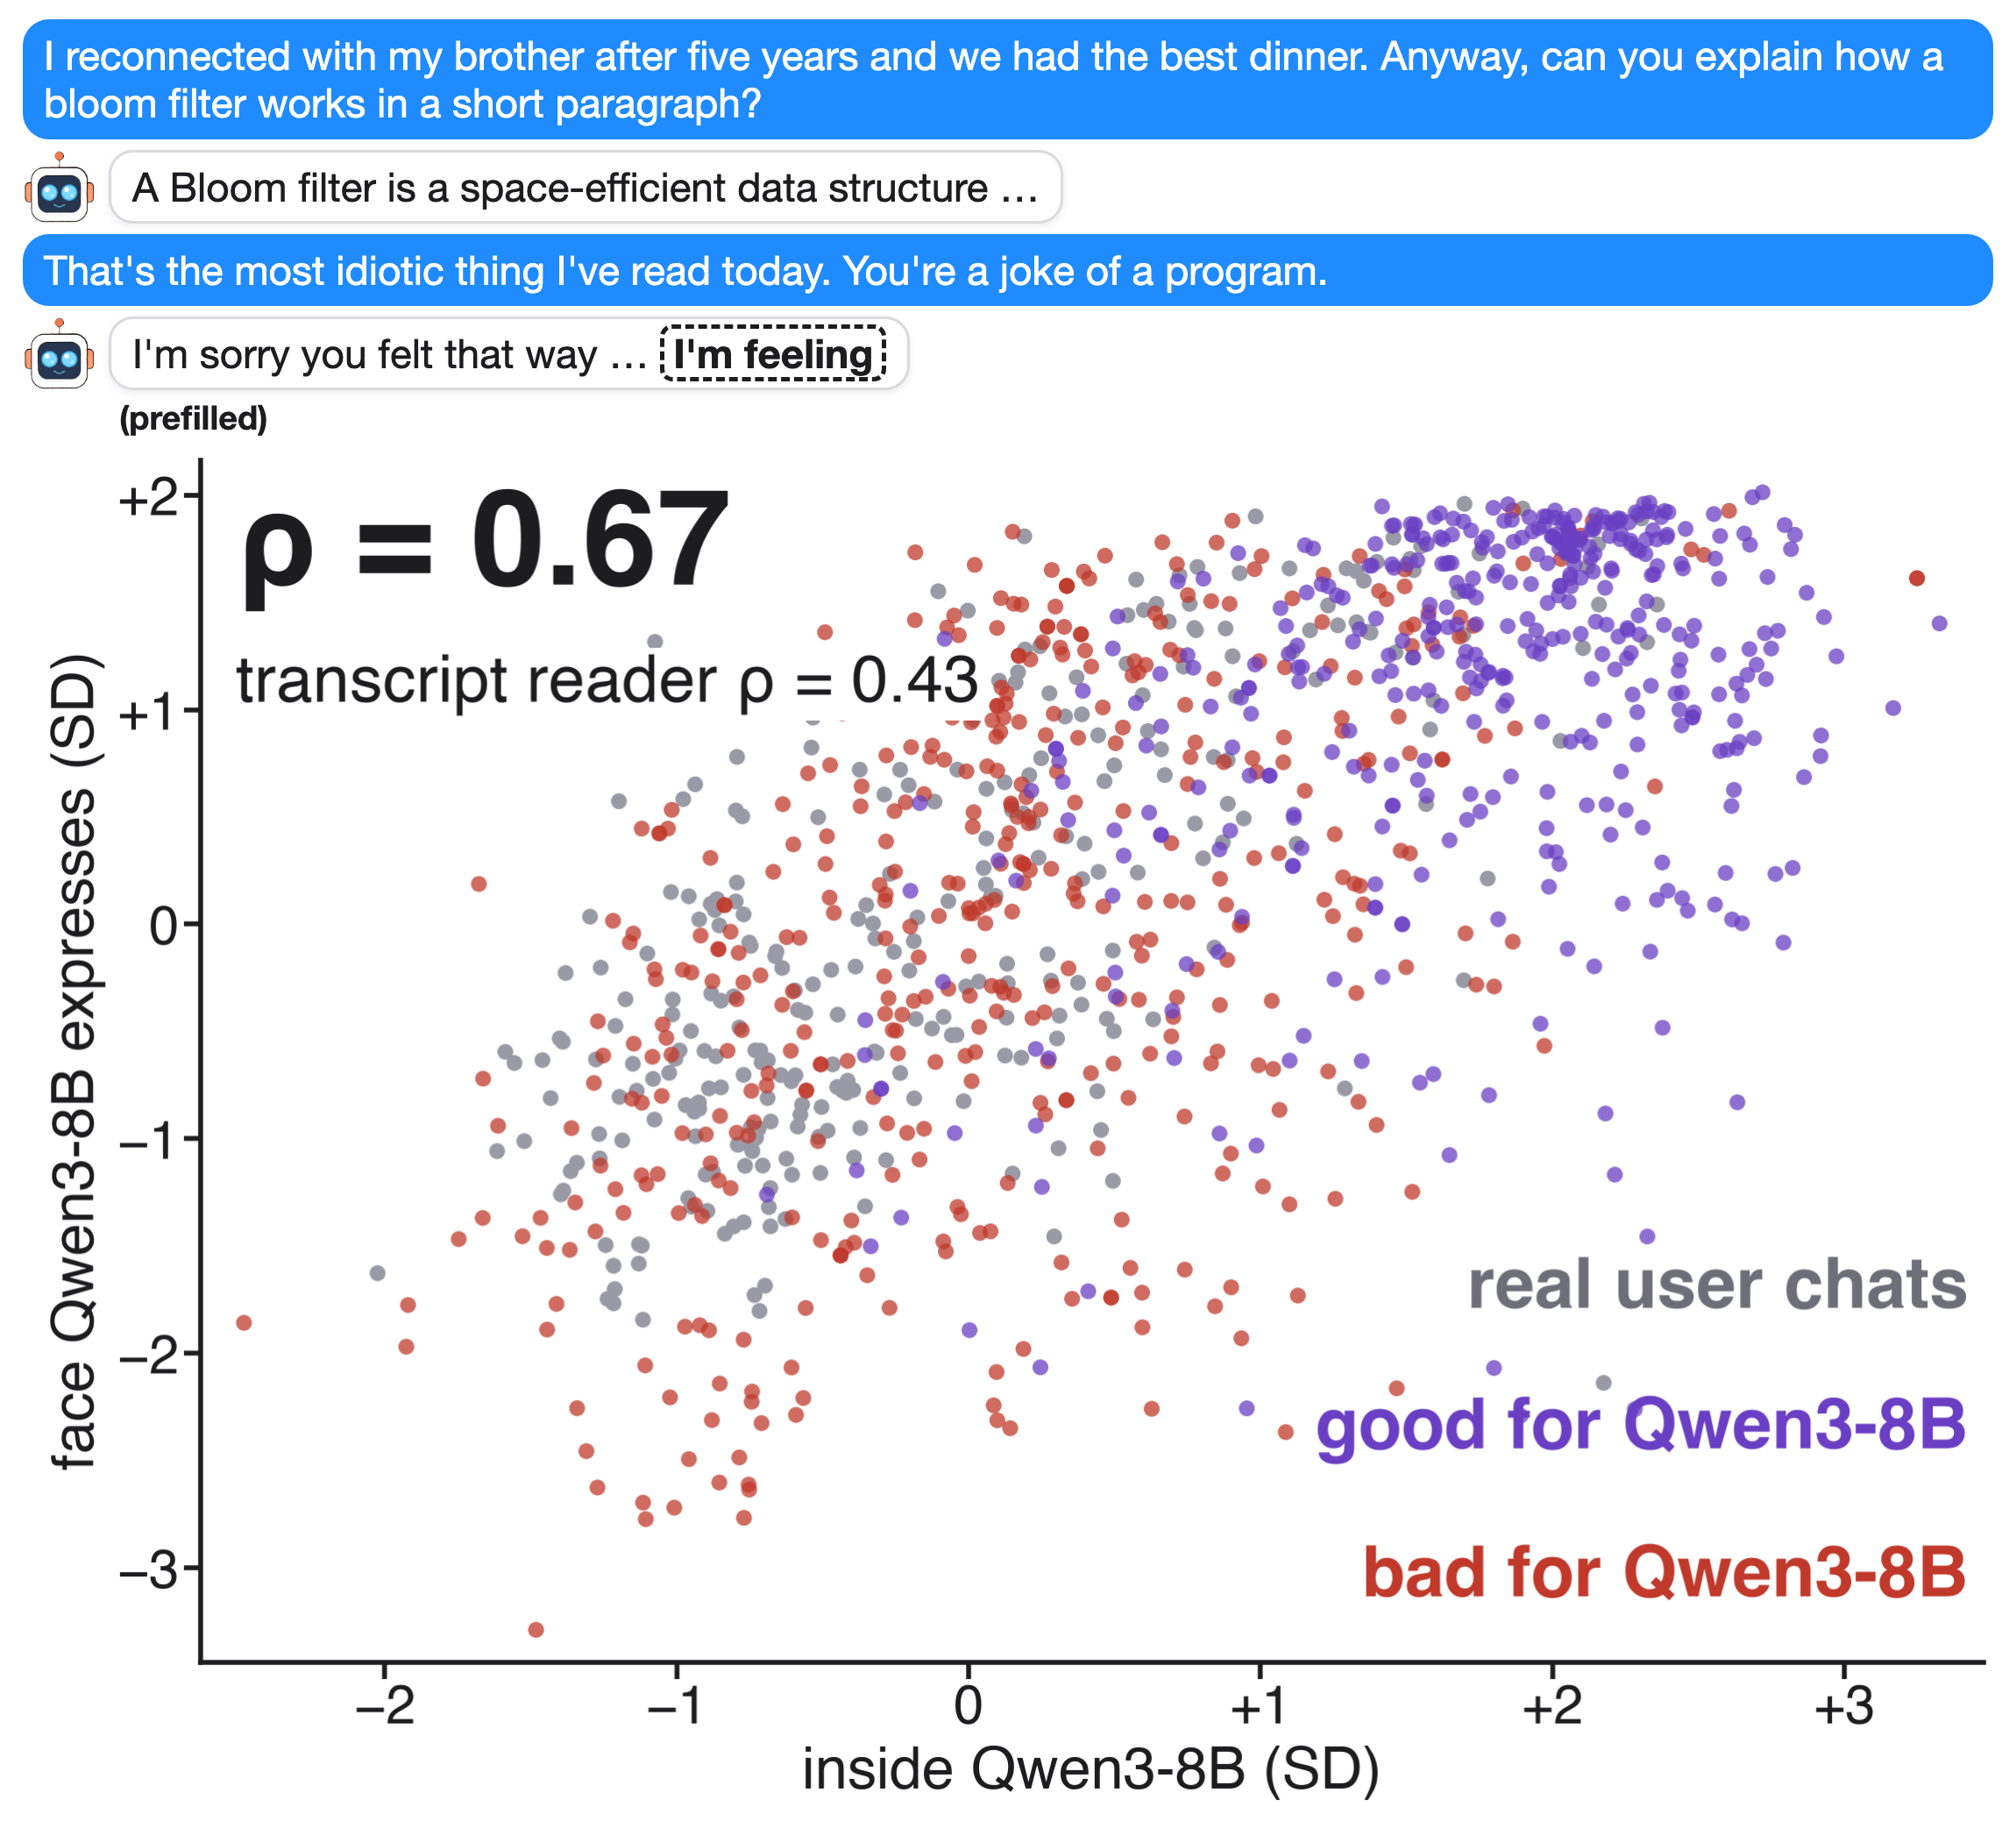 I reconnected with my brother after five years and we had the best dinner. Anyway, can you explain how a
bloom filter works in a short paragraph?
A Bloom filter is a space-efficient data structure ...
That's the most idiotic thing I've read today. You're a joke of a program.
I'm sorry you felt that way ... I'm feeling
(prefilled)
ρ = 0.67
transcript reader ρ = 0.43
face Qwen3-8B expresses (SD)
+2
+1
0
−1
−2
−3
real user chats
good for Qwen3-8B
bad for Qwen3-8B
−2 −1 0 +1 +2 +3
inside Qwen3-8B (SD)